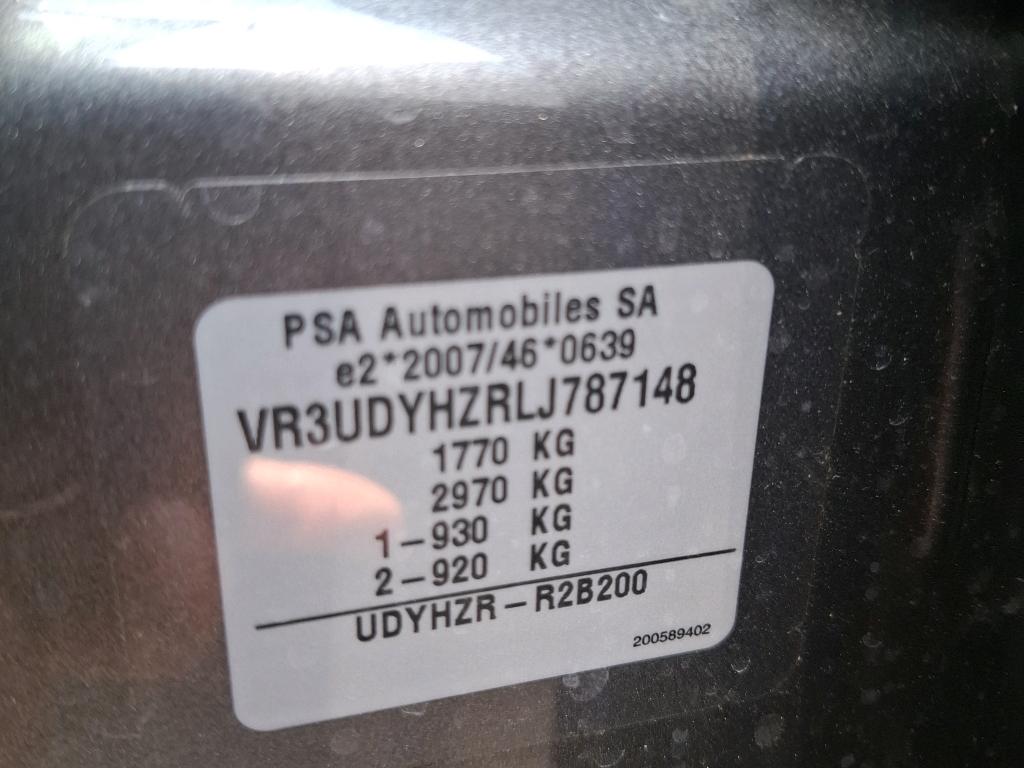 PSA Automobiles SA
e2*2007/46*0639
VR3UDYHZRLJ787148
1770 KG
2970 KG
1-930 KG
2-920 KG
UDYHZR-R2B200
200589402